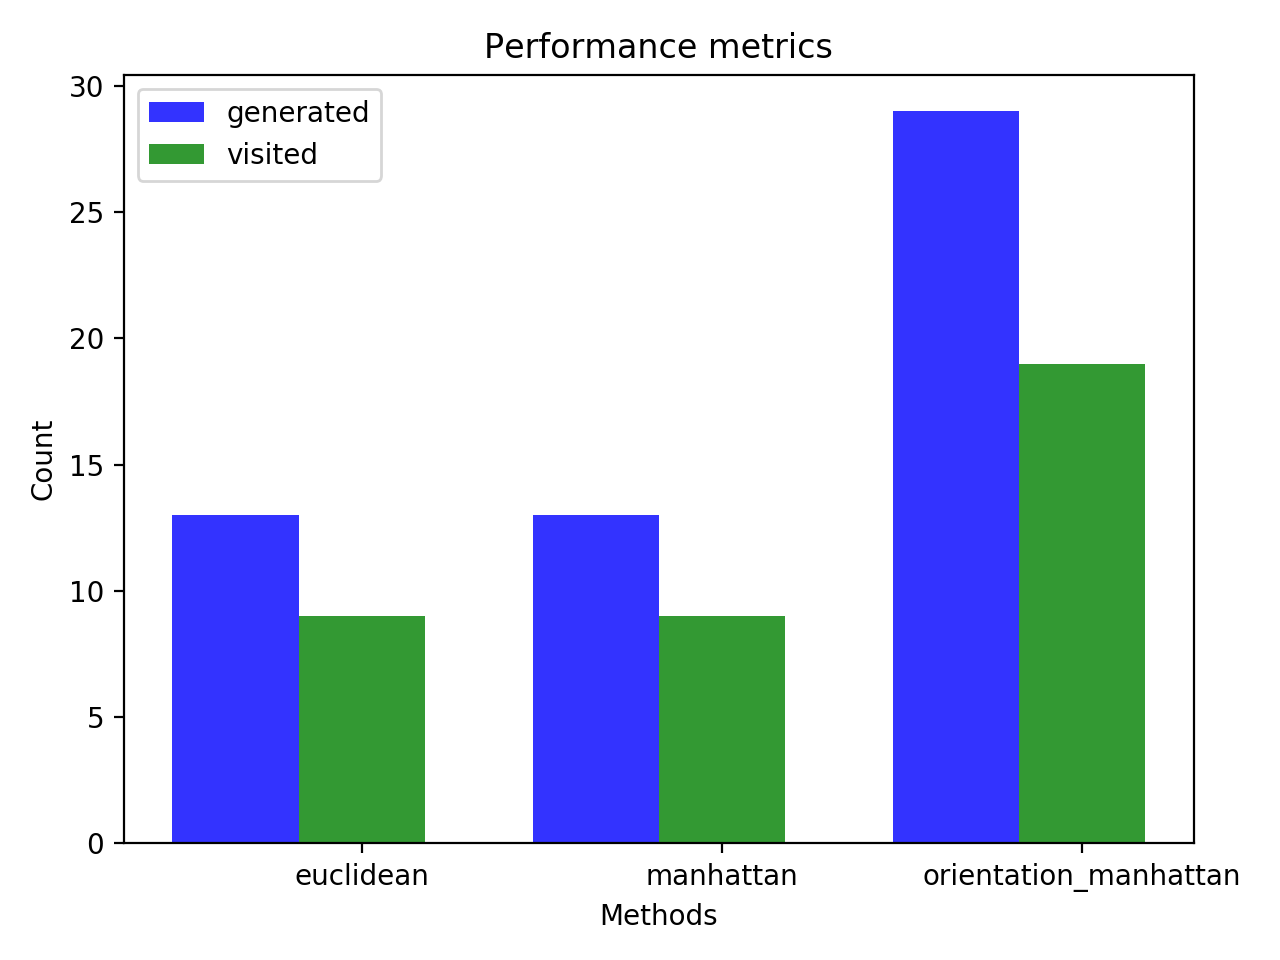 Performance metrics
generated
visited
30
25
20
15
10
5
0
Count
euclidean manhattan orientation_manhattan
Methods